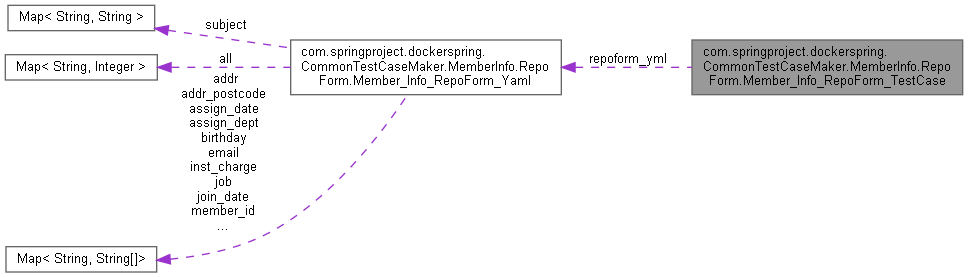 Map< String, String >
subject
Map< String, Integer >
all
com.springproject.dockerspring.
CommonTestCaseMaker.MemberInfo.Repo
Form.Member_Info_RepoForm_Yaml
repoform_yml
com.springproject.dockerspring.
CommonTestCaseMaker.MemberInfo.Repo
Form.Member_Info_RepoForm_TestCase
addr
addr_postcode
assign_date
assign_dept
birthday
email
inst_charge
job
join_date
member_id
...
Map< String, String[]>